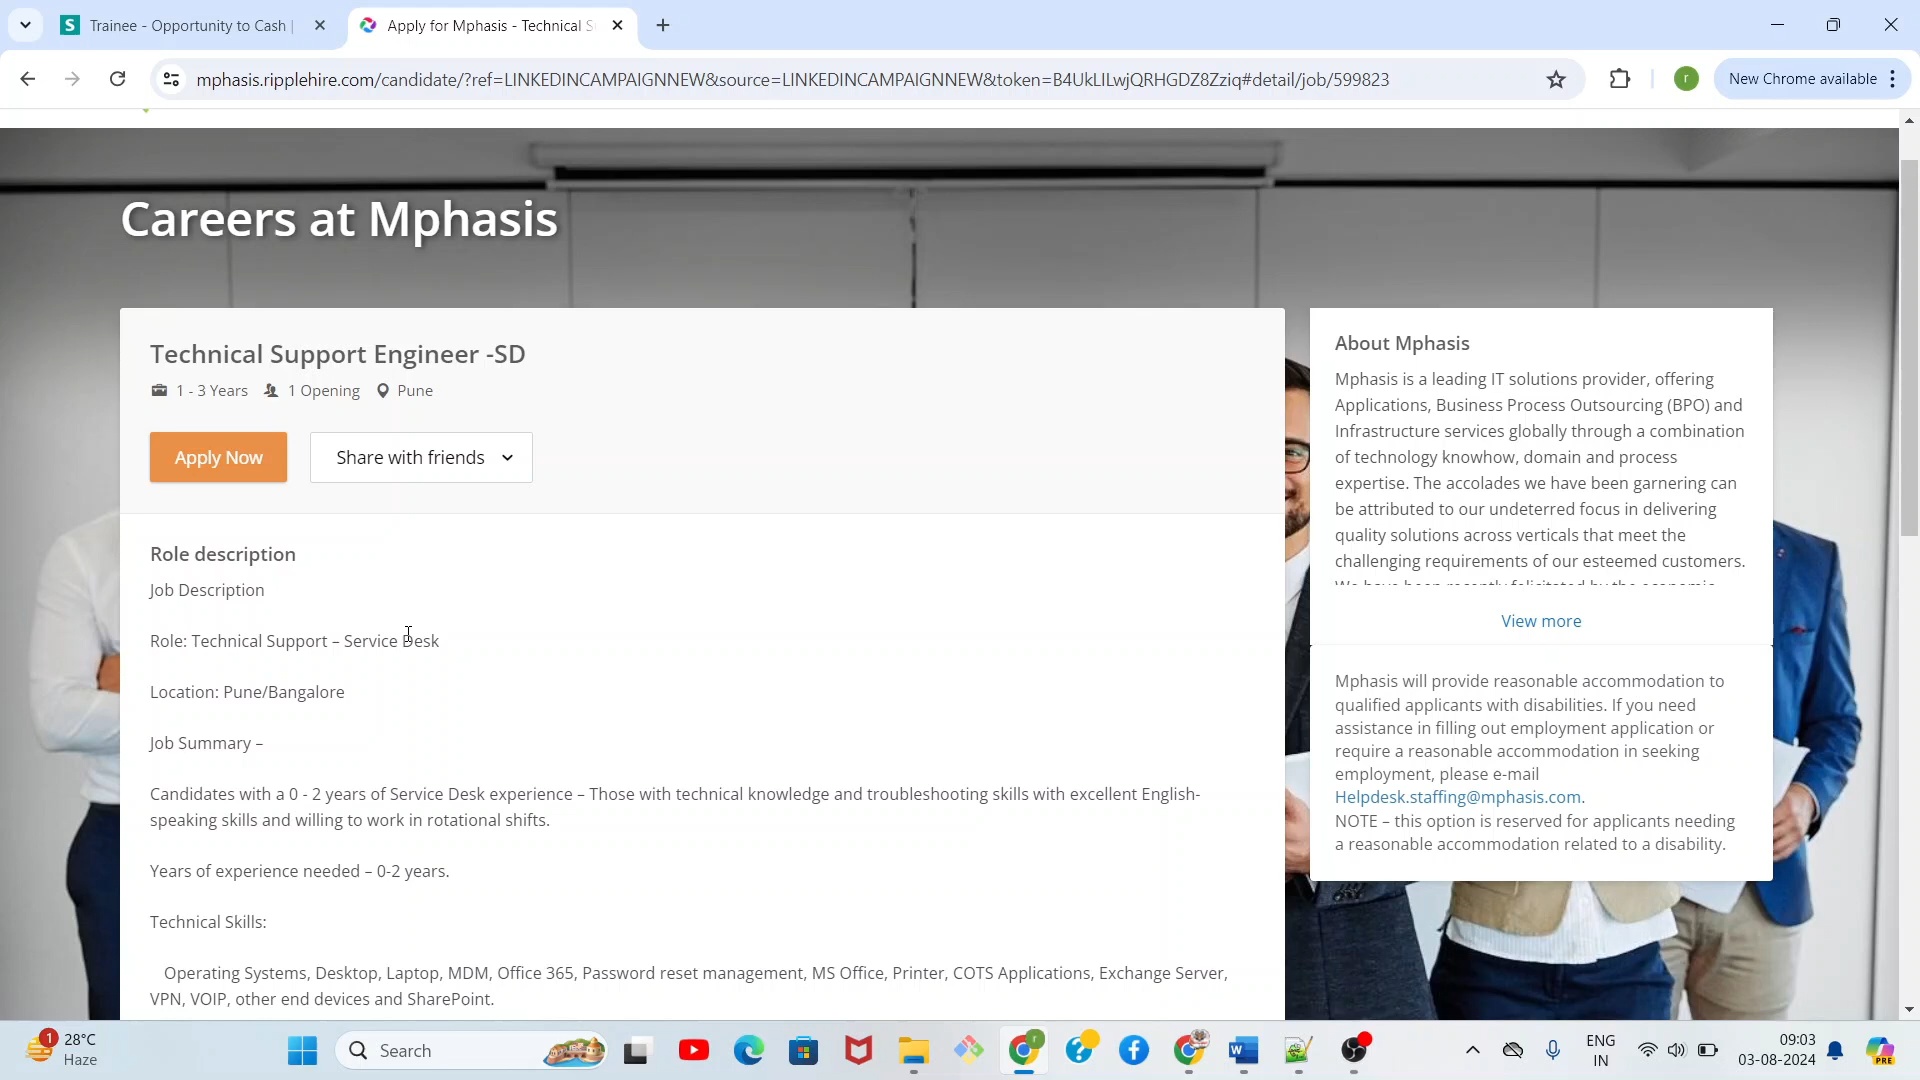 Trainee - Opportunity to Cash |
Apply for Mphasis - Technical S
mphasis.ripplehire.com/candidate/?ref=LINKEDINCAMPAIGNNEW&source=LINKEDINCAMPAIGNNEW&token=B4UkLILwjQRHGDZ8Zziq#detail/job/599823
r
New Chrome available
Careers at Mphasis
Technical Support Engineer -SD
1 - 3 Years 1 Opening Pune
Apply Now
Share with friends
Role description
Job Description
Role: Technical Support – Service Desk
Location: Pune/Bangalore
Job Summary –
Candidates with a 0 - 2 years of Service Desk experience – Those with technical knowledge and troubleshooting skills with excellent English-
speaking skills and willing to work in rotational shifts.
Years of experience needed – 0-2 years.
Technical Skills:
Operating Systems, Desktop, Laptop, MDM, Office 365, Password reset management, MS Office, Printer, COTS Applications, Exchange Server,
VPN, VOIP, other end devices and SharePoint.
About Mphasis
Mphasis is a leading IT solutions provider, offering
Applications, Business Process Outsourcing (BPO) and
Infrastructure services globally through a combination
of technology knowhow, domain and process
expertise. The accolades we have been garnering can
be attributed to our undeterred focus in delivering
quality solutions across verticals that meet the
challenging requirements of our esteemed customers.
We have been recently felicitated by the economic
View more
Mphasis will provide reasonable accommodation to
qualified applicants with disabilities. If you need
assistance in filling out employment application or
require a reasonable accommodation in seeking
employment, please e-mail
Helpdesk.staffing@mphasis.com.
NOTE – this option is reserved for applicants needing
a reasonable accommodation related to a disability.
1
28°C
Haze
Search
ENG
IN
09:03
03-08-2024
PRE